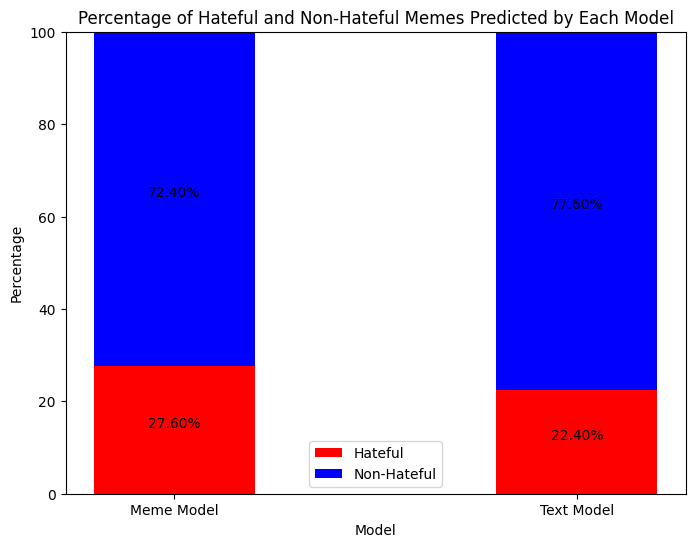 Percentage of Hateful and Non-Hateful Memes Predicted by Each Model
100
80
60
40
20
0
Percentage
72.40%
77.60%
27.60%
22.40%
Hateful
Non-Hateful
Meme Model
Text Model
Model